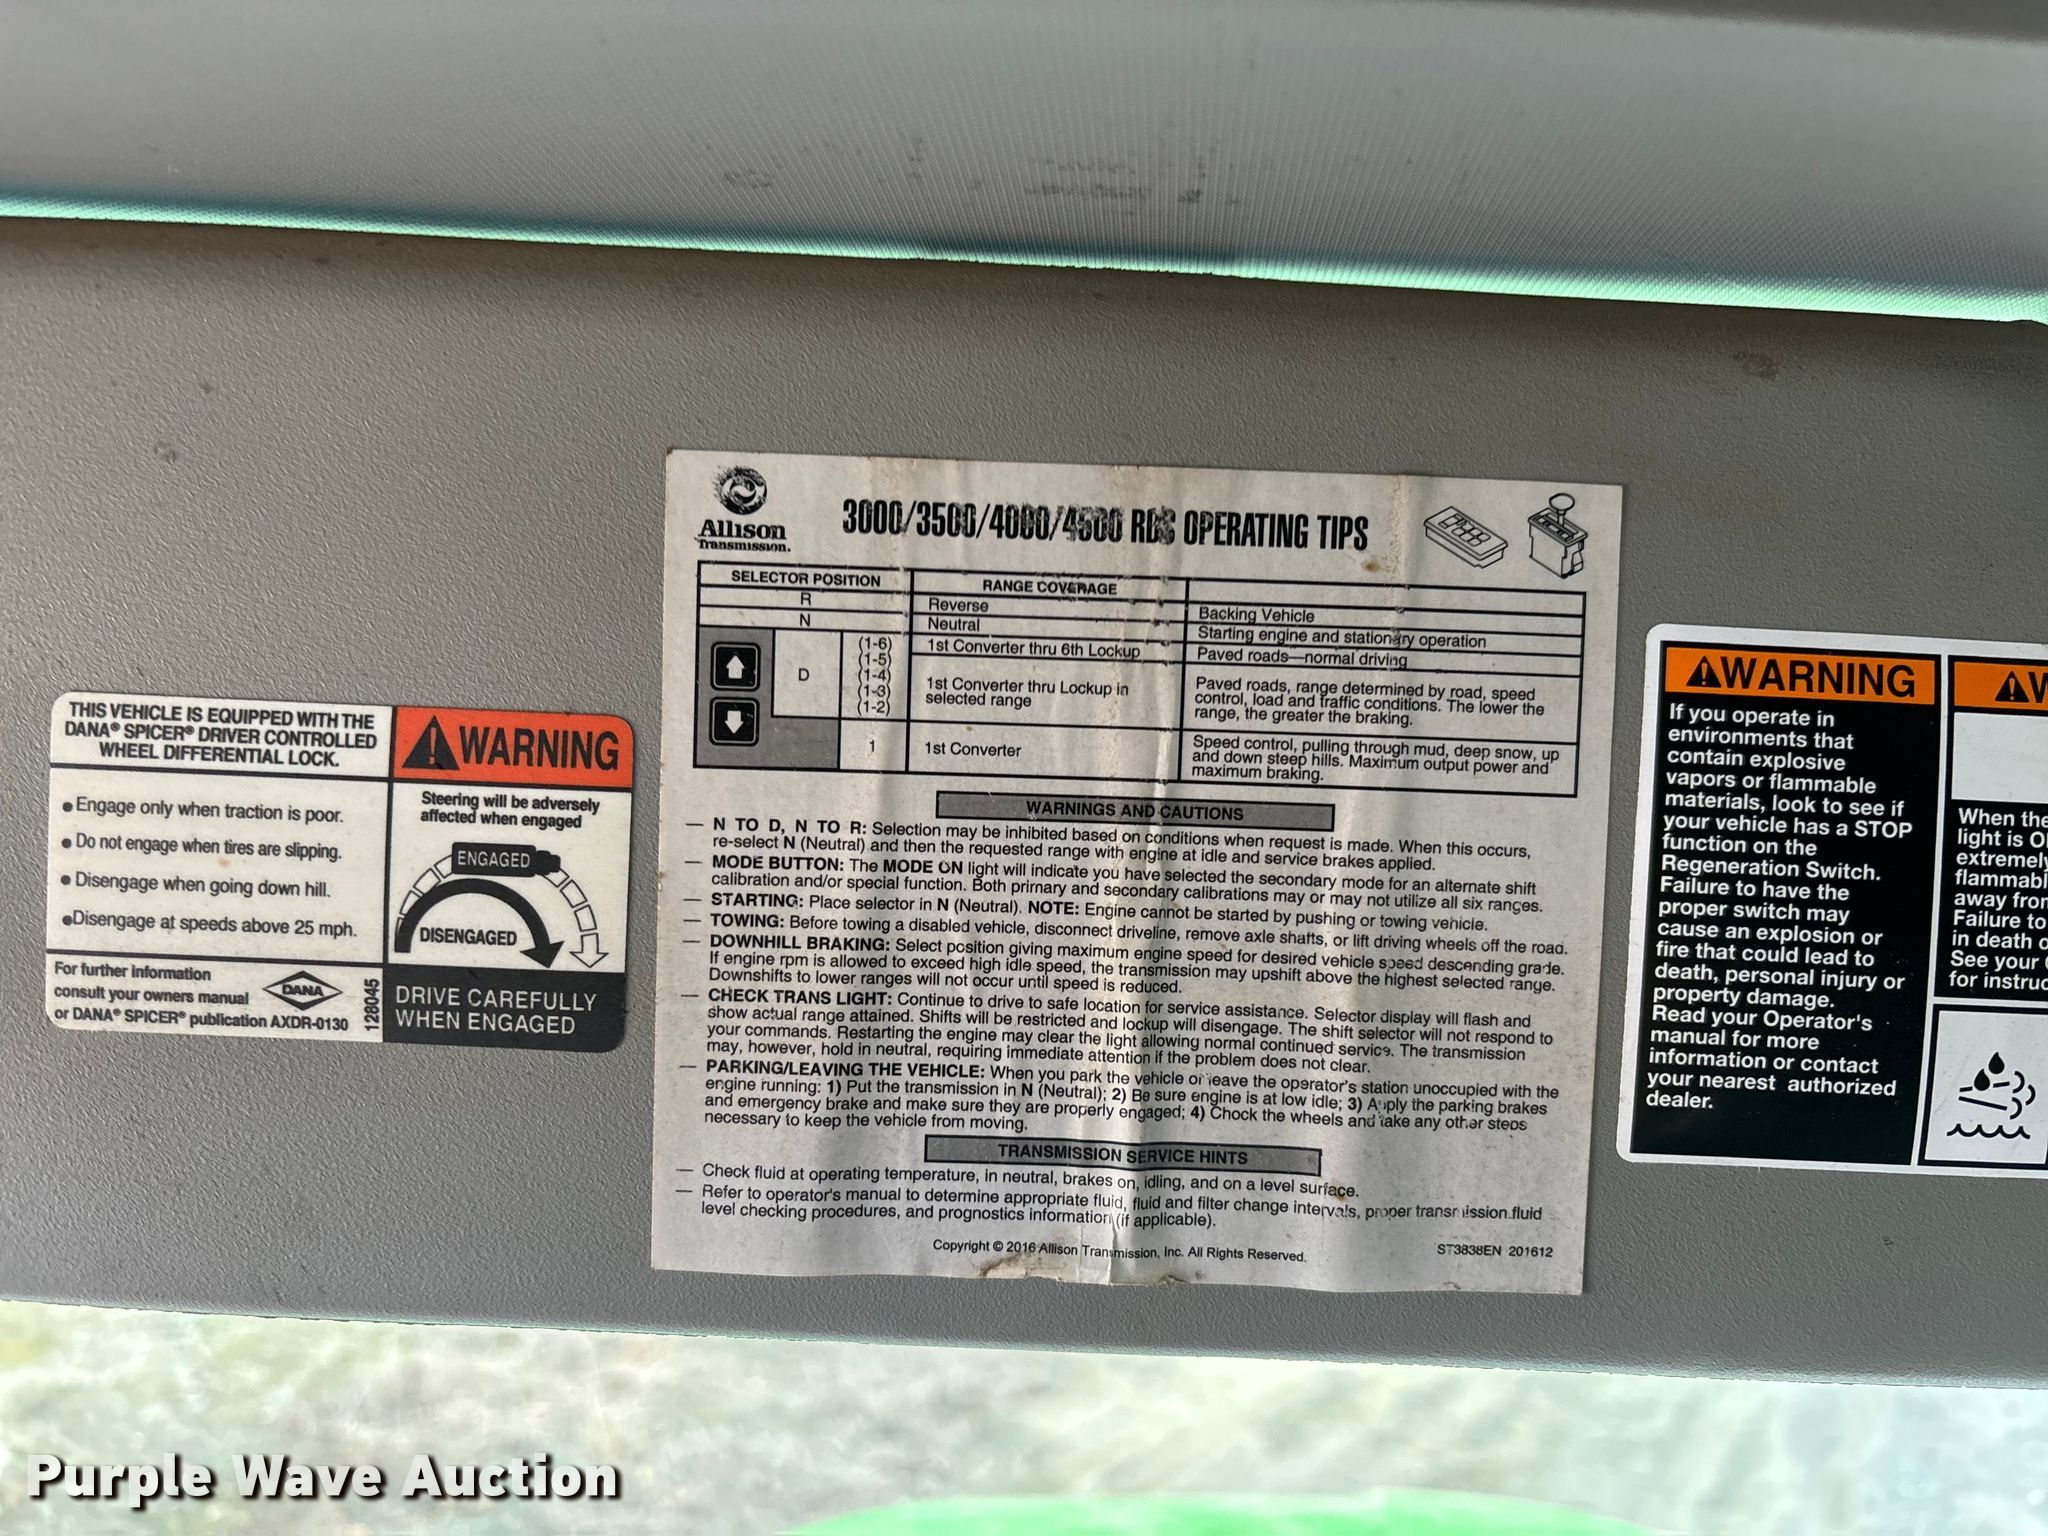 Allison
Transmission.
3000/3500/4000/4500 RDS OPERATING TIPS
SELECTOR POSITION
RANGE COVERAGE
R
Reverse
Backing Vehicle
N
Neutral
Starting engine and stationary operation
D
(1-6)
(1-5)
(1-4)
(1-3)
(1-2)
1st Converter thru 6th Lockup
Paved roads—normal driving
1st Converter thru Lockup in
selected range
Paved roads, range determined by road, speed
control, load and traffic conditions. The lower the
range, the greater the braking.
1
1st Converter
Speed control, pulling through mud, deep snow, up
and down steep hills. Maximum output power and
maximum braking.
WARNINGS AND CAUTIONS
— N TO D, N TO R: Selection may be inhibited based on conditions when request is made. When this occurs,
re-select N (Neutral) and then the requested range with engine at idle and service brakes applied.
— MODE BUTTON: The MODE ON light will indicate you have selected the secondary mode for an alternate shift
calibration and/or special function. Both primary and secondary calibrations may or may not utilize all six ranges.
— STARTING: Place selector in N (Neutral). NOTE: Engine cannot be started by pushing or towing vehicle.
— TOWING: Before towing a disabled vehicle, disconnect driveline, remove axle shafts, or lift driving wheels off the road.
— DOWNHILL BRAKING: Select position giving maximum engine speed for desired vehicle speed descending grade.
If engine rpm is allowed to exceed high idle speed, the transmission may upshift above the highest selected range.
Downshifts to lower ranges will not occur until speed is reduced.
— CHECK TRANS LIGHT: Continue to drive to safe location for service assistance. Selector display will flash and
show actual range attained. Shifts will be restricted and lockup will disengage. The shift selector will not respond to
your commands. Restarting the engine may clear the light allowing normal continued service. The transmission
may, however, hold in neutral, requiring immediate attention if the problem does not clear.
— PARKING/LEAVING THE VEHICLE: When you park the vehicle or leave the operator's station unoccupied with the
engine running: 1) Put the transmission in N (Neutral); 2) Be sure engine is at low idle; 3) Apply the parking brakes
and emergency brake and make sure they are properly engaged; 4) Chock the wheels and take any other steps
necessary to keep the vehicle from moving.
TRANSMISSION SERVICE HINTS
— Check fluid at operating temperature, in neutral, brakes on, idling, and on a level surface.
— Refer to operator's manual to determine appropriate fluid, fluid and filter change intervals, proper transmission fluid
level checking procedures, and prognostics information (if applicable).
Copyright © 2016 Allison Transmission, Inc. All Rights Reserved.
ST3838EN 201612
THIS VEHICLE IS EQUIPPED WITH THE
DANA® SPICER® DRIVER CONTROLLED
WHEEL DIFFERENTIAL LOCK.
• Engage only when traction is poor.
• Do not engage when tires are slipping.
• Disengage when going down hill.
• Disengage at speeds above 25 mph.
For further information
consult your owners manual
or DANA® SPICER® publication AXDR-0130
DANA
128045
WARNING
Steering will be adversely
affected when engaged
ENGAGED
DISENGAGED
DRIVE CAREFULLY
WHEN ENGAGED
WARNING
If you operate in
environments that
contain explosive
vapors or flammable
materials, look to see if
your vehicle has a STOP
function on the
Regeneration Switch.
Failure to have the
proper switch may
cause an explosion or
fire that could lead to
death, personal injury or
property damage.
Read your Operator's
manual for more
information or contact
your nearest authorized
dealer.
When the
light is
extremely
away
Failure to
in death
See your
for
Purple Wave Auction